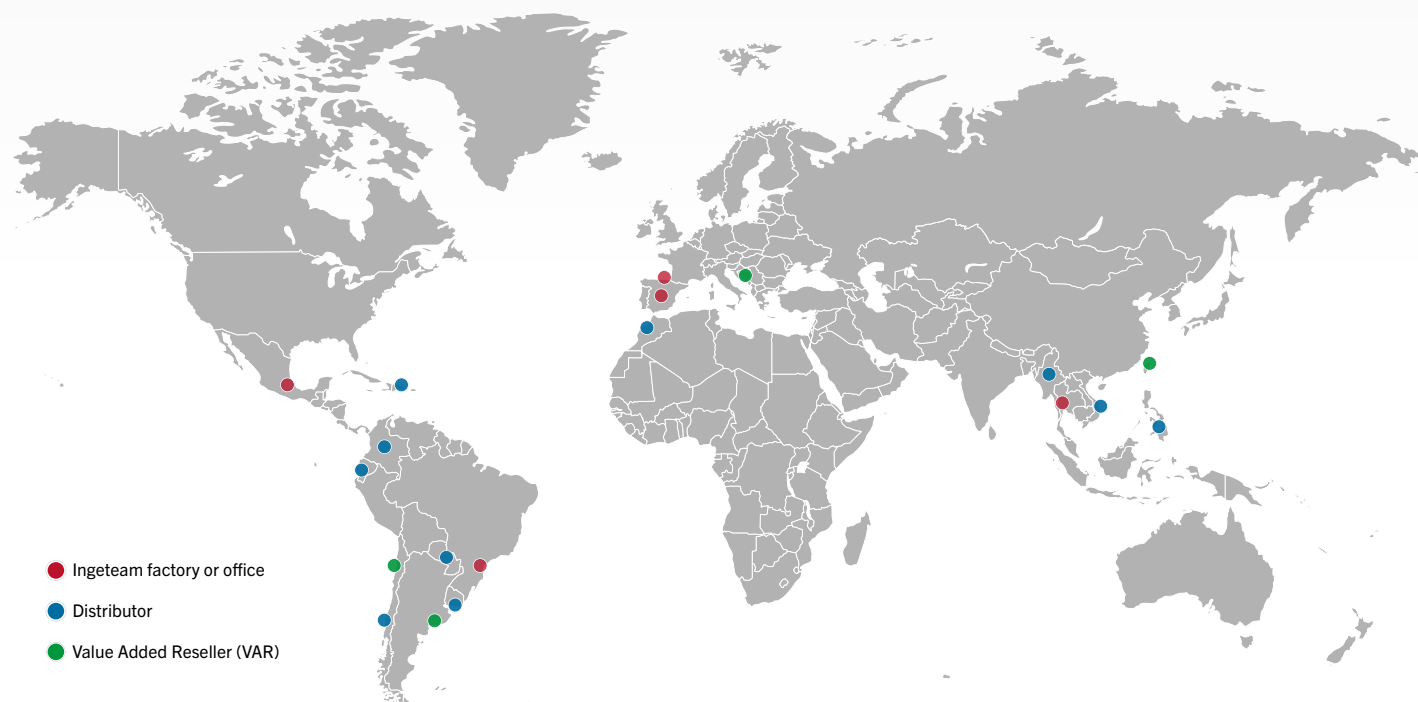 Ingeteam factory or office
Distributor
Value Added Reseller (VAR)